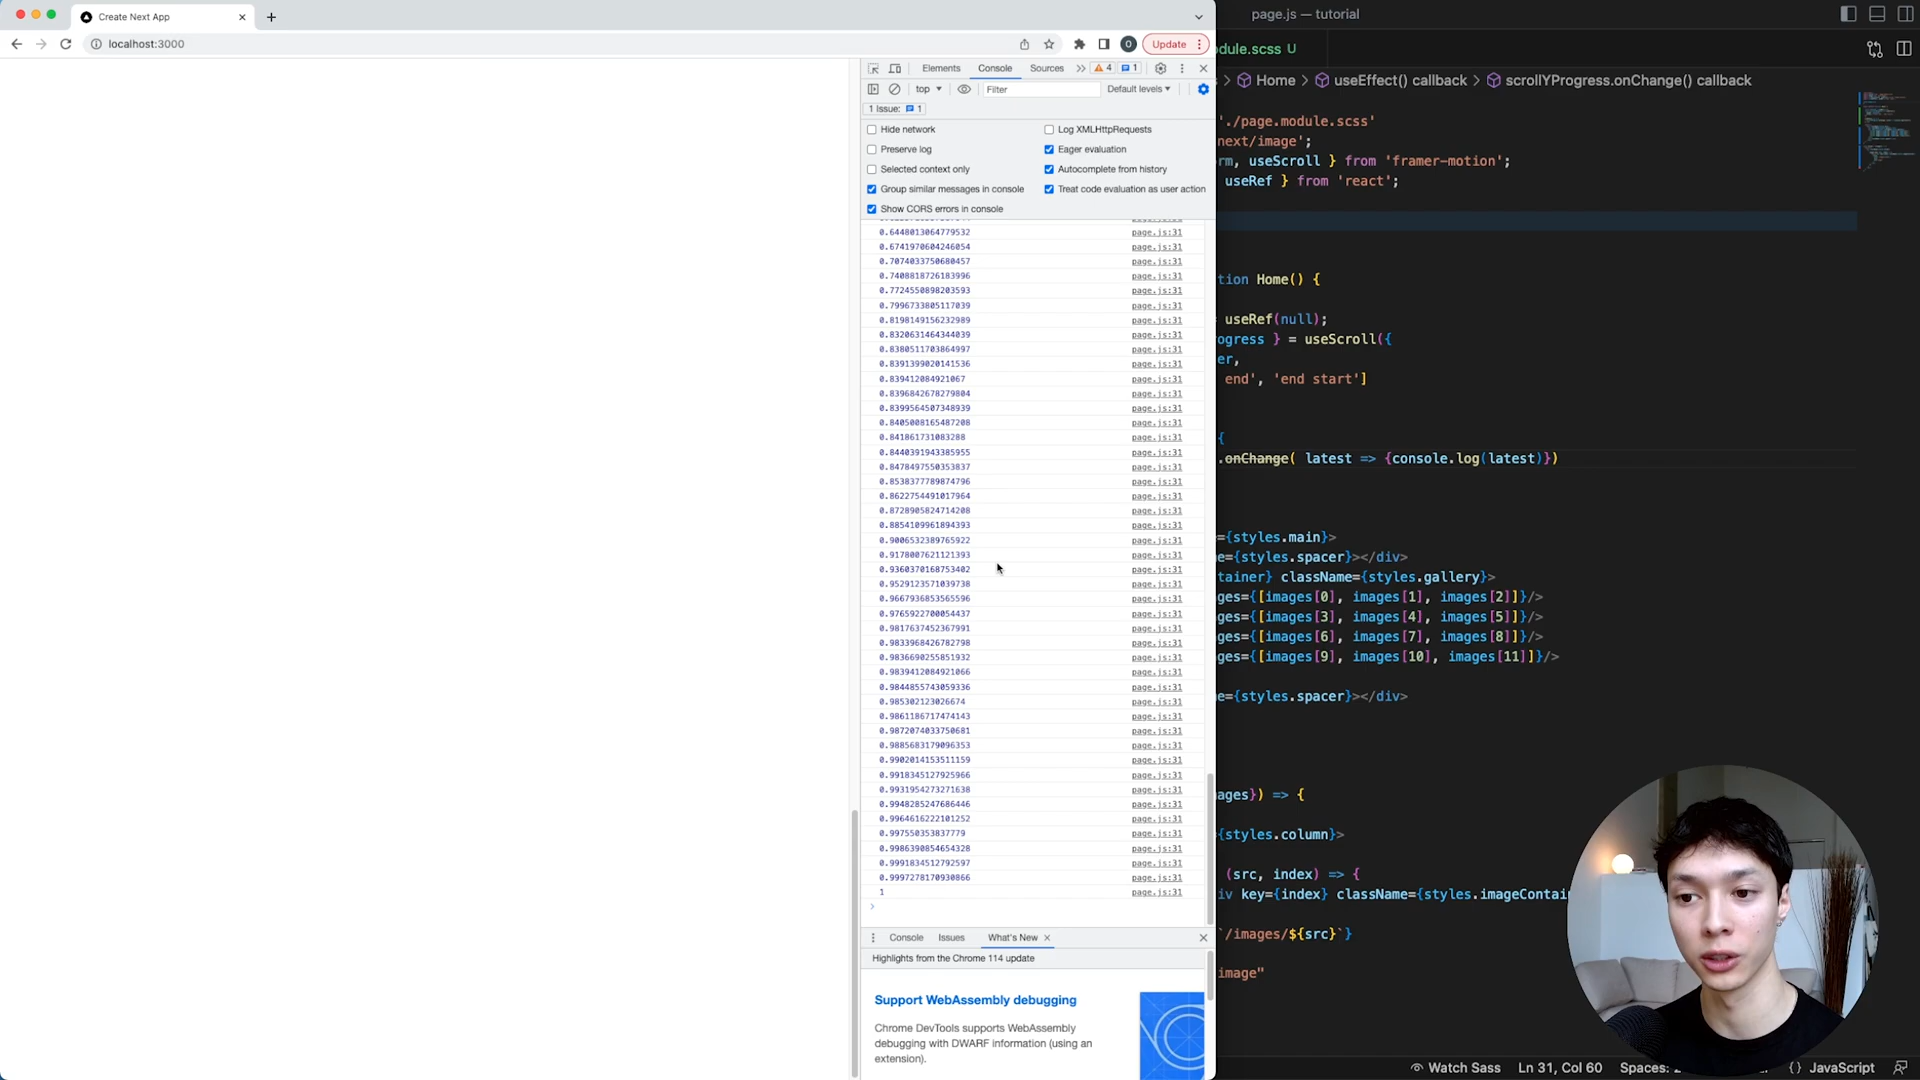 Create Next App
localhost:3000
O
Update
Elements
Console
Sources
4
1
top
Filter
Default levels
1 Issue: 1
Hide network
Log XMLHttpRequests
Preserve log
Eager evaluation
Selected context only
Autocomplete from history
Group similar messages in console
Treat code evaluation as user action
Show CORS errors in console
0.6448013064779532 page.js:31
0.6741970604246054 page.js:31
0.7074033750680457 page.js:31
0.7408818726183996 page.js:31
0.7724550898203593 page.js:31
0.7996733805117039 page.js:31
0.8198149156232989 page.js:31
0.8320631464344039 page.js:31
0.8380511703864997 page.js:31
0.8391399020141536 page.js:31
0.839412084921067 page.js:31
0.8396842678279804 page.js:31
0.8399564507348939 page.js:31
0.8405008165487208 page.js:31
0.841861731083288 page.js:31
0.8440391943385955 page.js:31
0.8478497550353837 page.js:31
0.8538377789874796 page.js:31
0.8622754491017964 page.js:31
0.8728905824714208 page.js:31
0.8854109961894393 page.js:31
0.9006532389765922 page.js:31
0.9178007621121393 page.js:31
0.9360370168753402 page.js:31
0.9529123571039738 page.js:31
0.9667936853565596 page.js:31
0.9765922700054437 page.js:31
0.9817637452367991 page.js:31
0.9833968426782798 page.js:31
0.9836690255851932 page.js:31
0.9839412084921066 page.js:31
0.9844855743059336 page.js:31
0.985302123026674 page.js:31
0.9861186717474143 page.js:31
0.9872074033750681 page.js:31
0.9885683179096353 page.js:31
0.9902014153511159 page.js:31
0.9918345127925966 page.js:31
0.9931954273271638 page.js:31
0.9948285247686446 page.js:31
0.9964616222101252 page.js:31
0.997550353837779 page.js:31
0.9986390854654328 page.js:31
0.9991834512792597 page.js:31
0.9997278170930866 page.js:31
1 page.js:31
Console
Issues
What's New
Highlights from the Chrome 114 update
Support WebAssembly debugging
Chrome DevTools supports WebAssembly
debugging with DWARF information (using an
extension).
page.js — tutorial
dule.scss U
Home > useEffect() callback > scrollYProgress.onChange() callback
'./page.module.scss'
next/image';
rm, useScroll } from 'framer-motion';
useRef } from 'react';
tion Home() {
useRef(null);
ogress } = useScroll({
er,
end', 'end start']
{
.onChange( latest => {console.log(latest)})
={styles.main}>
me={styles.spacer}></div>
tainer} className={styles.gallery}>
ges={[images[0], images[1], images[2]]}/>
ges={[images[3], images[4], images[5]]}/>
ges={[images[6], images[7], images[8]]}/>
ges={[images[9], images[10], images[11]]}/>
me={styles.spacer}></div>
ages}) => {
={styles.column}>
(src, index) => {
iv key={index} className={styles.imageContai
`/images/${src}`}
image"
Watch Sass
Ln 31, Col 60
Spaces:
{} JavaScript